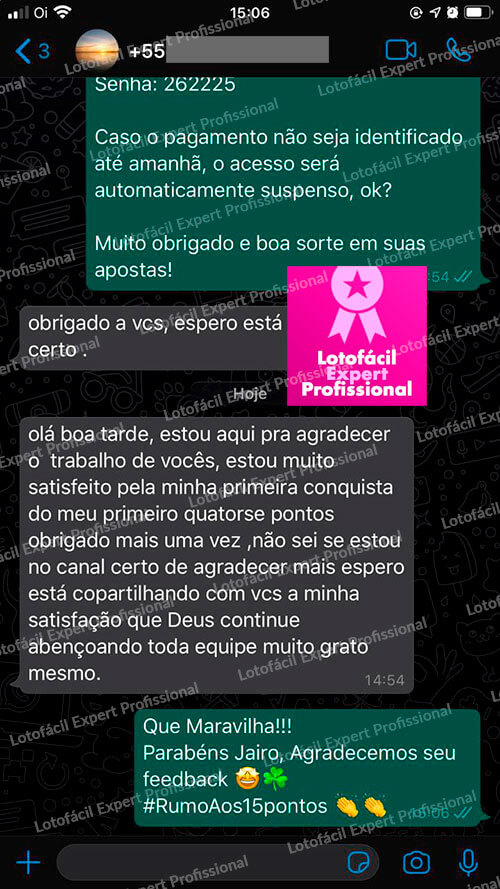 Oi
15:06
3
+55
Senha: 262225
Caso o pagamento não seja identificado
até amanhã, o acesso será
automaticamente suspenso, ok?
Muito obrigado e boa sorte em suas
apostas!
:54
obrigado a vcs, espero está
certo .
Lotofácil
Expert
Profissional
Hoje
olá boa tarde, estou aqui pra agradecer
o trabalho de vocês, estou muito
satisfeito pela minha primeira conquista
do meu primeiro quatorse pontos
obrigado mais uma vez ,não sei se estou
no canal certo de agradecer mais espero
está copartilhando com vcs a minha
satisfação que Deus continue
abençoando toda equipe muito grato
mesmo.
14:54
Que Maravilha!!!
Parabéns Jairo, Agradecemos seu
feedback 🤩☘️
#RumoAos15pontos 👏👏
15:06
Lotofácil Expert Profissional